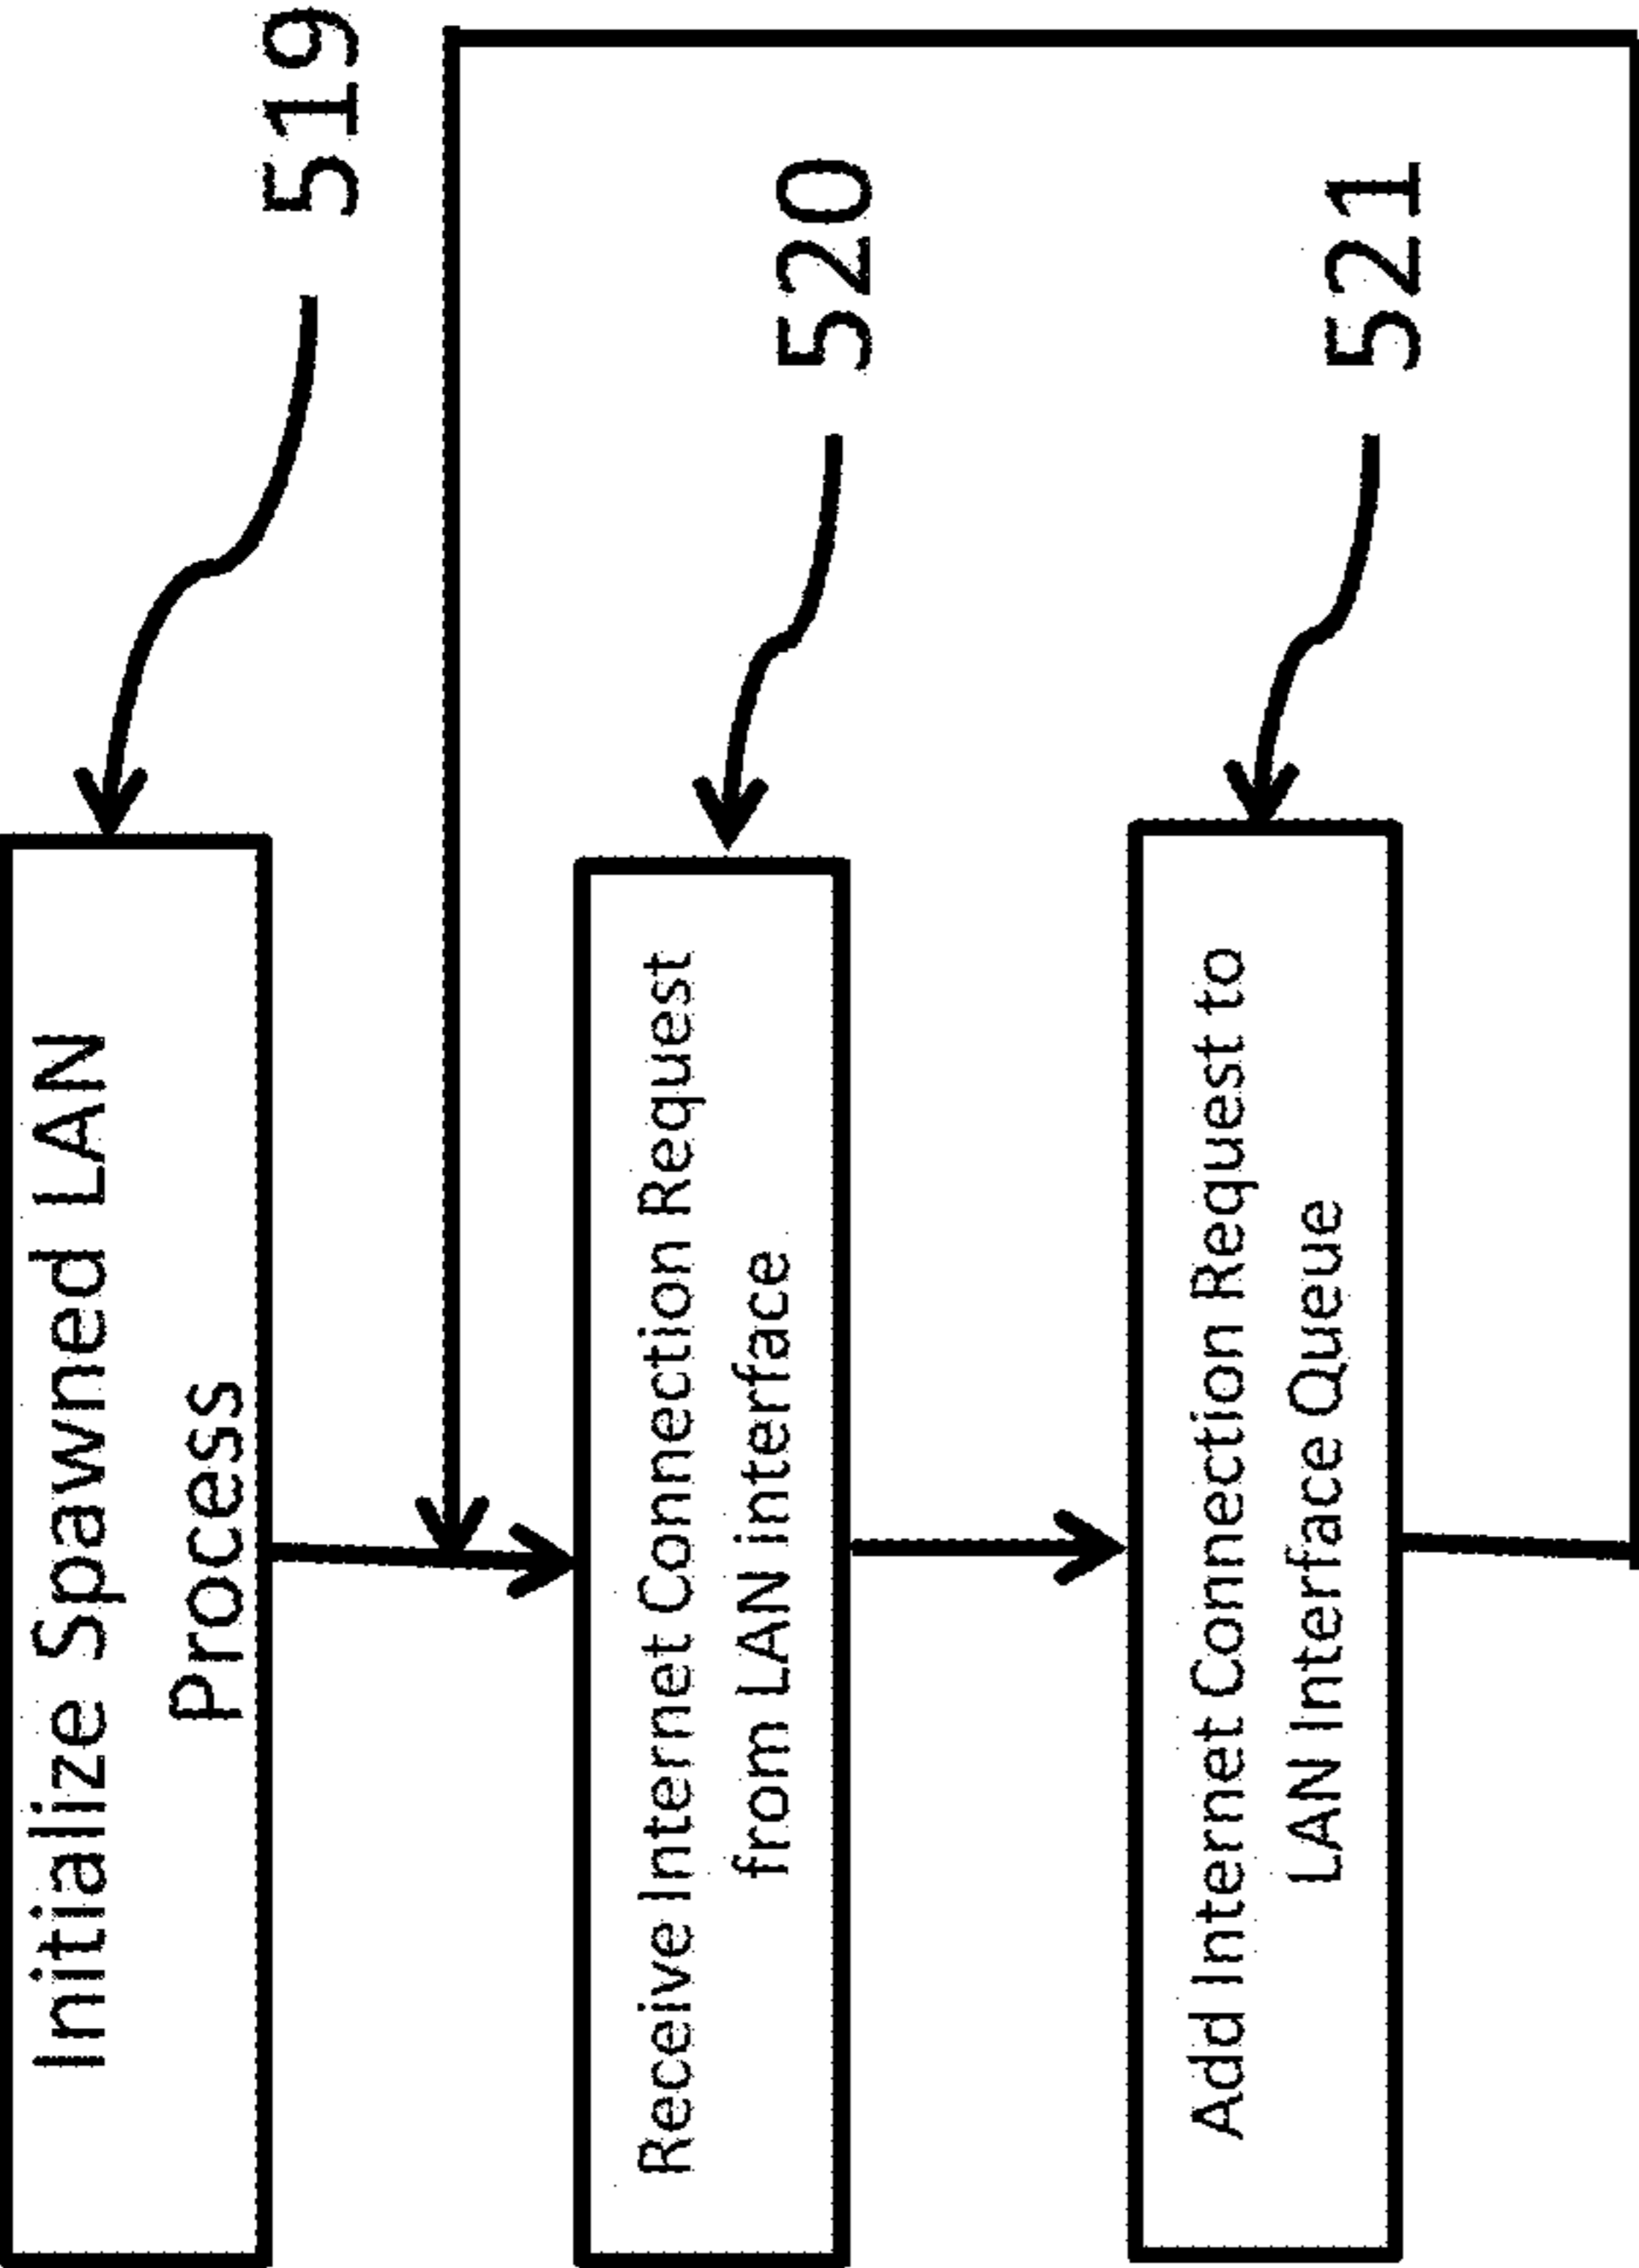 Initialize Spawned LAN
Process
519
Receive Internet Connection Request
from LAN interface
520
Add Internet Connection Request to
LAN Interface Queue
521